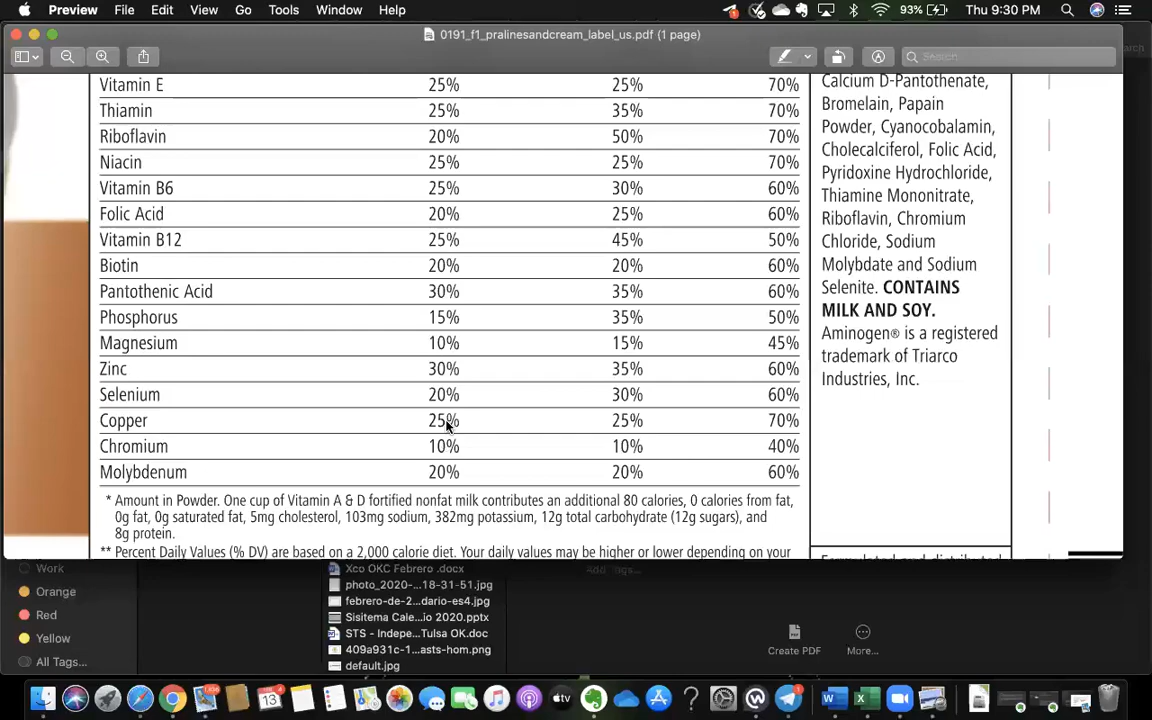 Preview File Edit View Go Tools Window Help 93% Thu 9:30 PM
0191_f1_pralinesandcream_label_us.pdf (1 page)
Search
Vitamin E 25% 25% 70%
Thiamin 25% 35% 70%
Riboflavin 20% 50% 70%
Niacin 25% 25% 70%
Vitamin B6 25% 30% 60%
Folic Acid 20% 25% 60%
Vitamin B12 25% 45% 50%
Biotin 20% 20% 60%
Pantothenic Acid 30% 35% 60%
Phosphorus 15% 35% 50%
Magnesium 10% 15% 45%
Zinc 30% 35% 60%
Selenium 20% 30% 60%
Copper 25% 25% 70%
Chromium 10% 10% 40%
Molybdenum 20% 20% 60%
* Amount in Powder. One cup of Vitamin A & D fortified nonfat milk contributes an additional 80 calories, 0 calories from fat,
0g fat, 0g saturated fat, 5mg cholesterol, 103mg sodium, 382mg potassium, 12g total carbohydrate (12g sugars), and
8g protein.
** Percent Daily Values (% DV) are based on a 2,000 calorie diet. Your daily values may be higher or lower depending on your
Calcium D-Pantothenate,
Bromelain, Papain
Powder, Cyanocobalamin,
Cholecalciferol, Folic Acid,
Pyridoxine Hydrochloride,
Thiamine Mononitrate,
Riboflavin, Chromium
Chloride, Sodium
Molybdate and Sodium
Selenite. CONTAINS
MILK AND SOY.
Aminogen® is a registered
trademark of Triarco
Industries, Inc.
Formulated and distributed
Work
Orange
Red
Yellow
All Tags...
Xco OKC Febrero .docx
photo_2020-...18-31-51.jpg
febrero-de-2...dario-es4.jpg
Sisitema Cale...io 2020.pptx
STS - Indepe...Tulsa OK.doc
409a931c-1...asts-hom.png
default.jpg
Add Tags...
Create PDF
More...